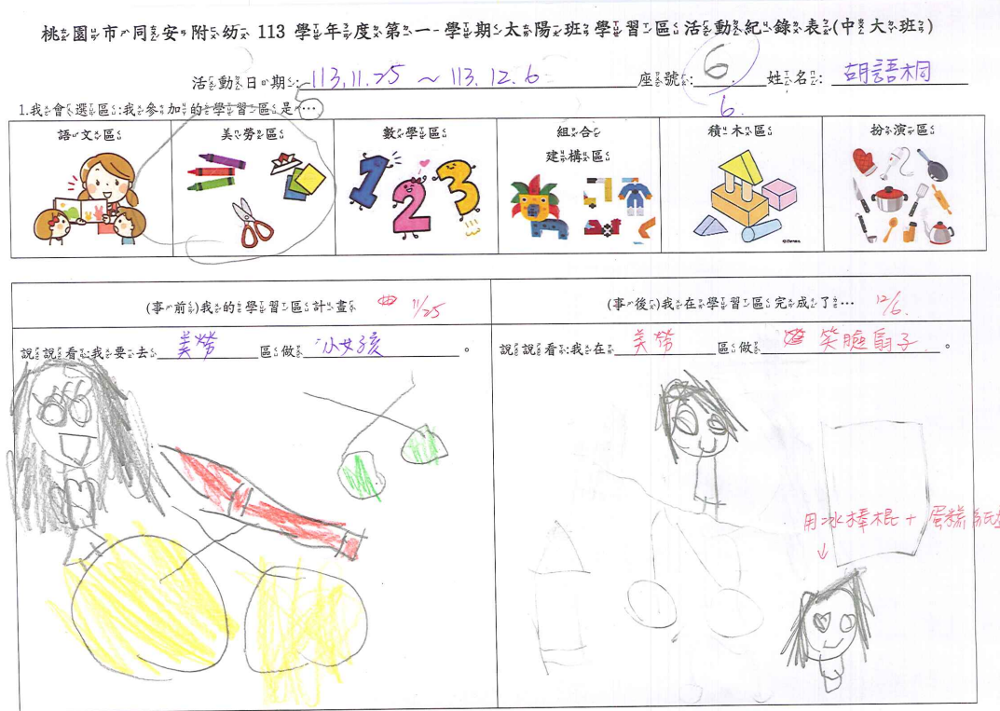 桃園市同安附幼 113 學年度第一學期太陽班學習區活動紀錄表(中大班)
活動日期: 113.11.25 ~ 113.12.6 座號: 6. 姓名: 胡語桐
6.
1.我會選區:我參加的學習區是…
語文區 美勞區 數學區 組合建構區 積木區 扮演區
(事前)我的學習區計畫 11/25 (事後)我在學習區完成了… 12/6.
說說看:我要去 美勞 區做 小女孩 。 說說看:我在 美勞 區做 笑臉扇子 。
用冰棒棍 + 蛋糕
↓